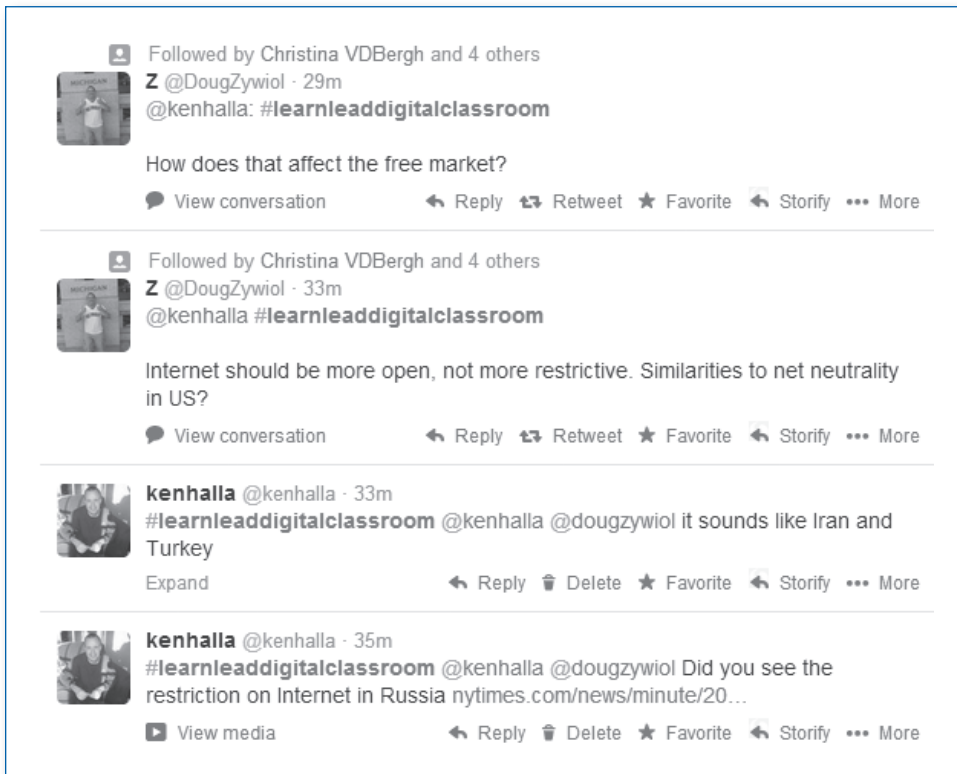 Followed by Christina VDBergh and 4 others
Z @DougZywiol · 29m
@kenhalla: #learnleaddigitalclassroom
How does that affect the free market?
View conversation Reply Retweet Favorite Storify ••• More
Followed by Christina VDBergh and 4 others
Z @DougZywiol · 33m
@kenhalla #learnleaddigitalclassroom
Internet should be more open, not more restrictive. Similarities to net neutrality
in US?
View conversation Reply Retweet Favorite Storify ••• More
kenhalla @kenhalla · 33m
#learnleaddigitalclassroom @kenhalla @dougzywiol it sounds like Iran and
Turkey
Expand Reply Delete Favorite Storify ••• More
kenhalla @kenhalla · 35m
#learnleaddigitalclassroom @kenhalla @dougzywiol Did you see the
restriction on Internet in Russia nytimes.com/news/minute/20...
View media Reply Delete Favorite Storify ••• More
MICHIGAN
MICHIGAN